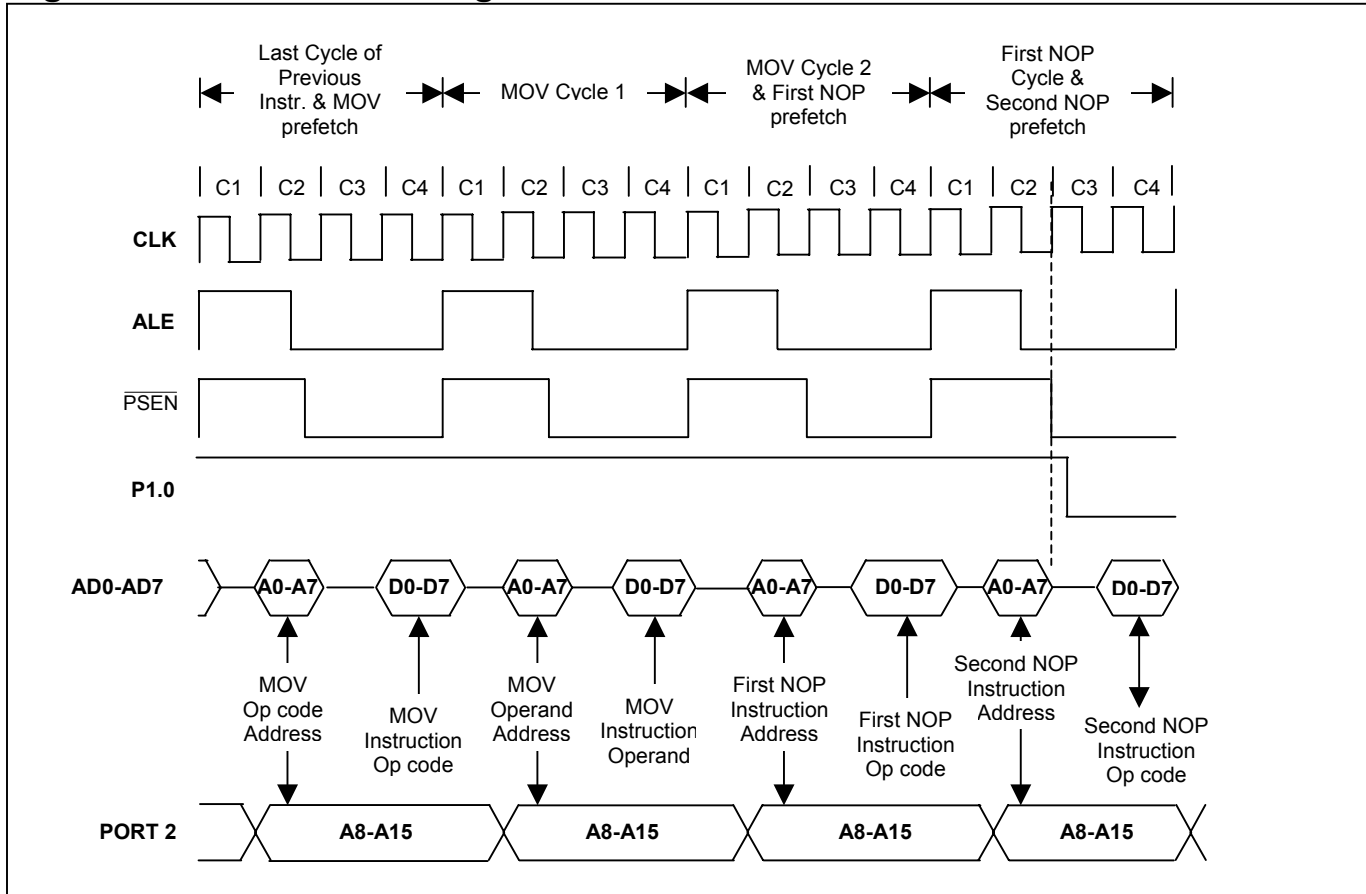 Last Cycle of
Previous
Instr. & MOV
prefetch
MOV Cycle 1
MOV Cycle 2
& First NOP
prefetch
First NOP
Cycle &
Second NOP
prefetch
C1 C2 C3 C4 C1 C2 C3 C4 C1 C2 C3 C4 C1 C2 C3 C4
CLK
ALE
PSEN
P1.0
AD0-AD7
A0-A7 D0-D7 A0-A7 D0-D7 A0-A7 D0-D7 A0-A7 D0-D7
MOV
Op code
Address
MOV
Instruction
Op code
MOV
Operand
Address
MOV
Instruction
Operand
First NOP
Instruction
Address
First NOP
Instruction
Op code
Second NOP
Instruction
Address
Second NOP
Instruction
Op code
PORT 2
A8-A15 A8-A15 A8-A15 A8-A15